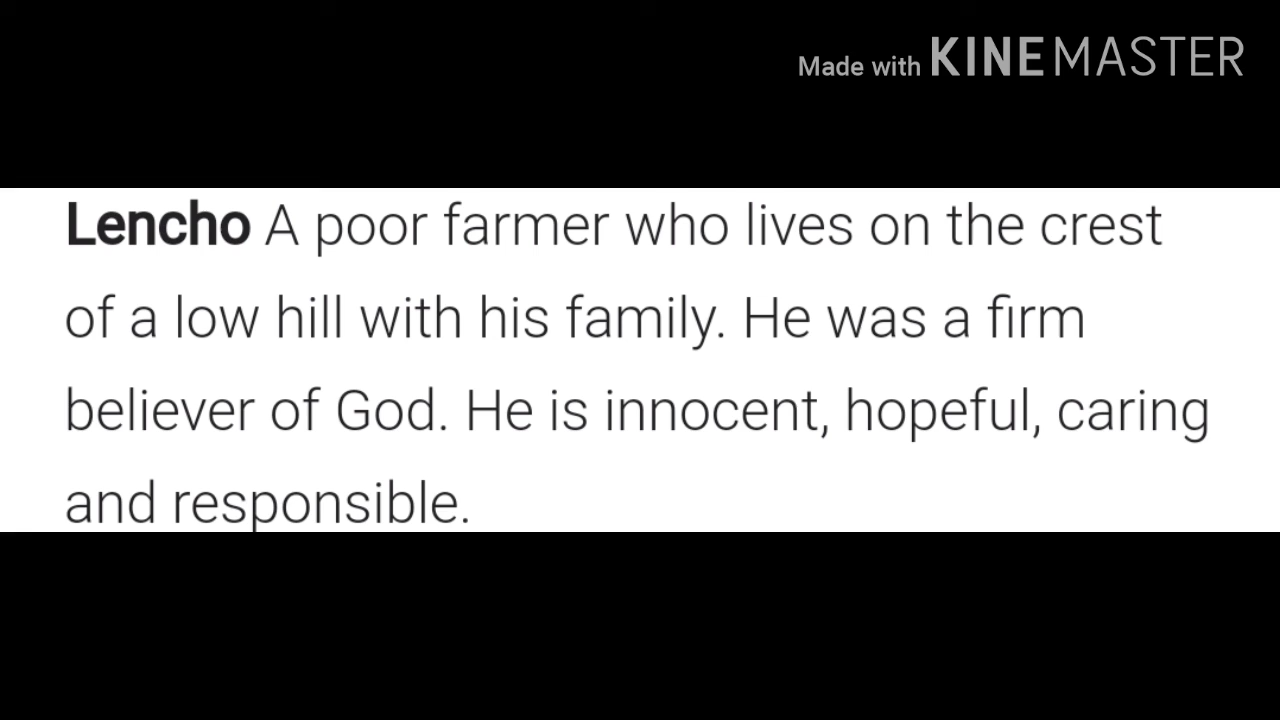 Made with KINEMASTER
Lencho A poor farmer who lives on the crest
of a low hill with his family. He was a firm
believer of God. He is innocent, hopeful, caring
and responsible.